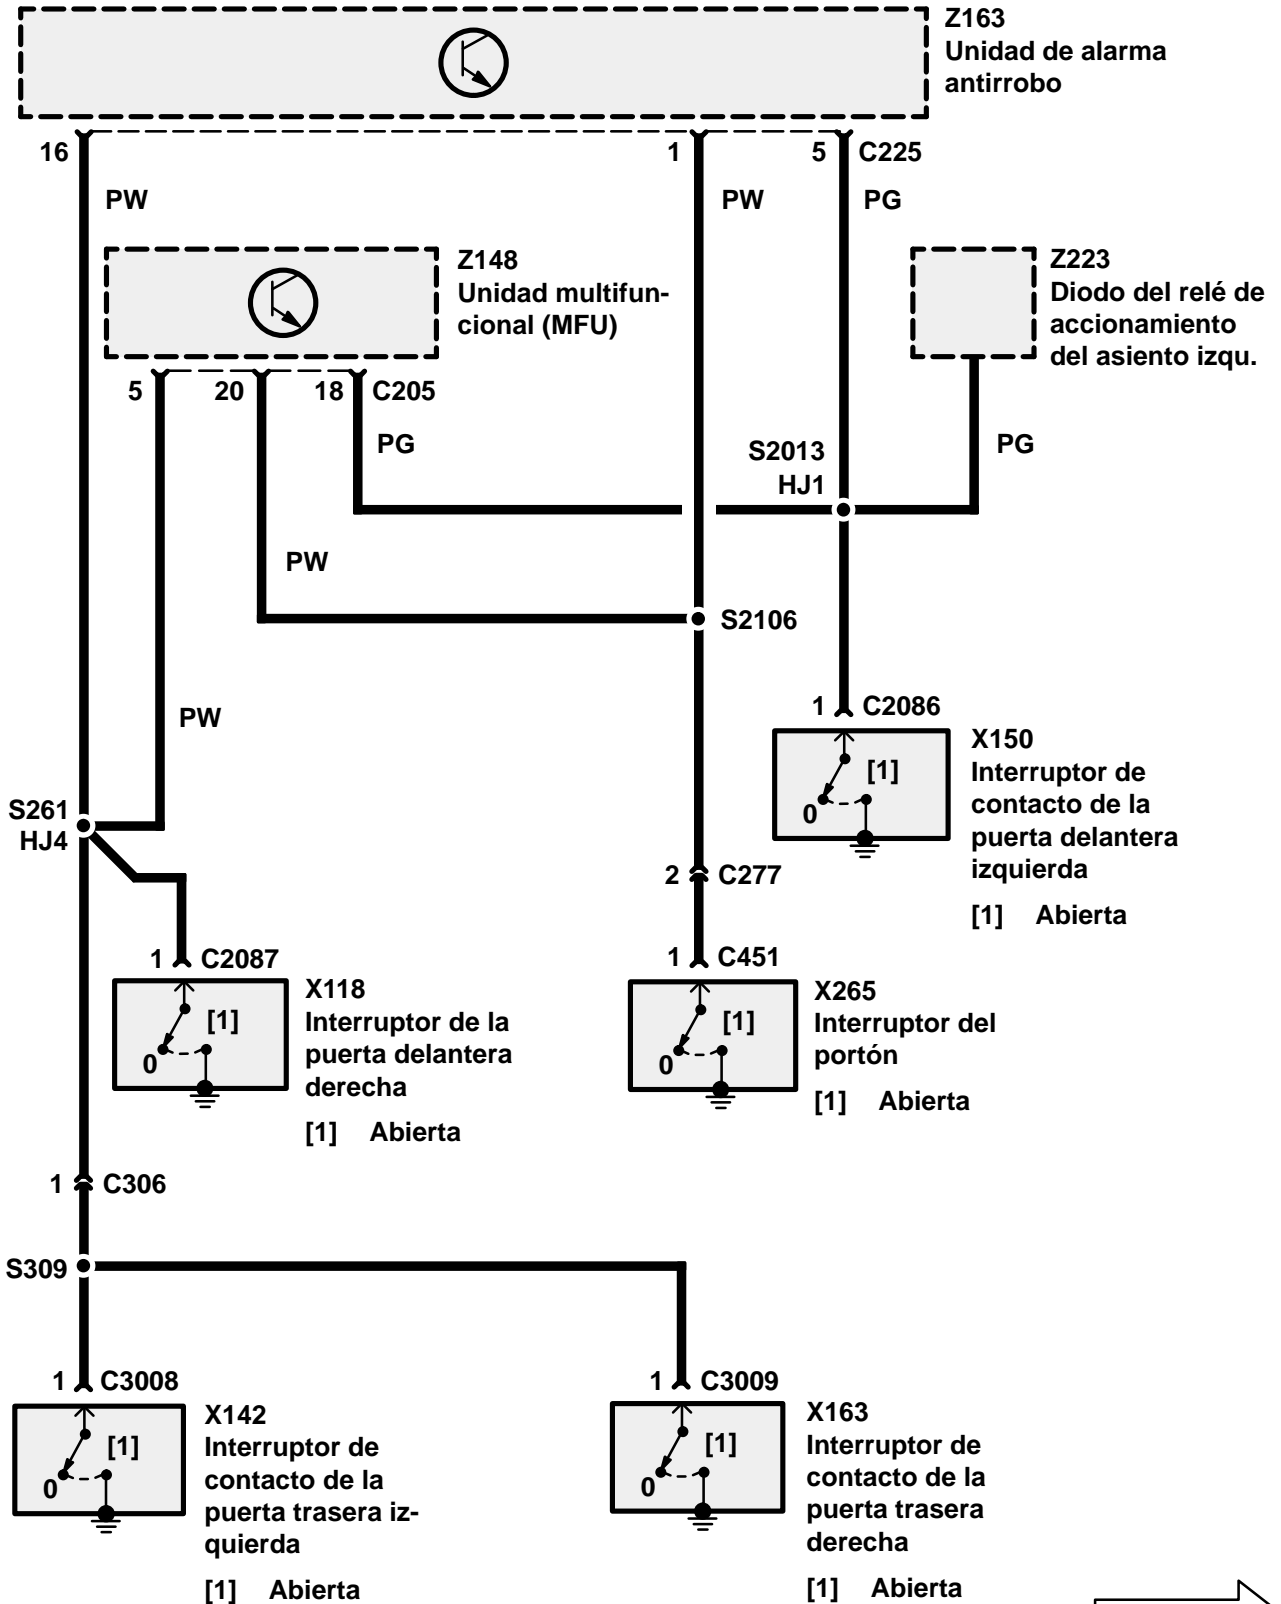 Z163
Unidad de alarma
antirrobo
16
1
5 C225
PW
PW
PG
Z148
Unidad multifun-
cional (MFU)
Z223
Diodo del relé de
accionamiento
del asiento izqu.
5
20
18 C205
PG
S2013
HJ1
PG
PW
S2106
PW
1 C2086
X150
Interruptor de
contacto de la
puerta delantera
izquierda
[1] Abierta
[1]
0
S261
HJ4
2 C277
1 C2087
X118
Interruptor de la
puerta delantera
derecha
[1] Abierta
[1]
0
1 C451
X265
Interruptor del
portón
[1] Abierta
[1]
0
1 C306
S309
1 C3008
X142
Interruptor de
contacto de la
puerta trasera iz-
quierda
[1] Abierta
[1]
0
1 C3009
X163
Interruptor de
contacto de la
puerta trasera
derecha
[1] Abierta
[1]
0